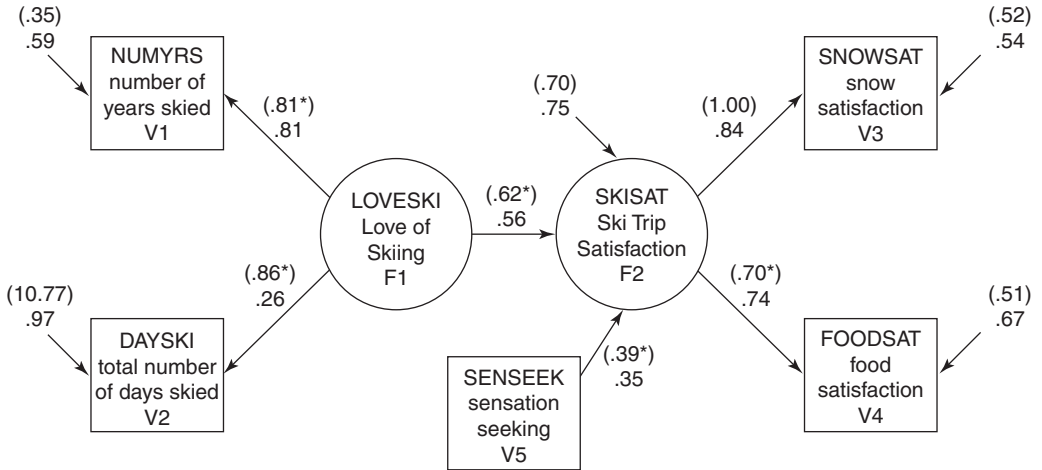 (.35)
.59
NUMYRS
number of
years skied
V1
(.81*)
.81
(10.77)
.97
DAYSKI
total number
of days skied
V2
(.86*)
.26
LOVESKI
Love of
Skiing
F1
(.62*)
.56
(.70)
.75
SKISAT
Ski Trip
Satisfaction
F2
SENSEEK
sensation
seeking
V5
(.39*)
.35
(1.00)
.84
(.52)
.54
SNOWSAT
snow
satisfaction
V3
(.70*)
.74
(.51)
.67
FOODSAT
food
satisfaction
V4